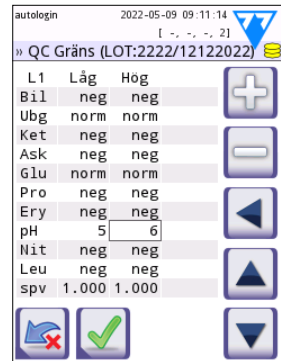 autologin 2022-05-09 09:11:14
[ -, -, -, 2]
» QC Gräns (LOT:2222/12122022)
L1 Låg Hög
Bil neg neg
Ubg norm norm
Ket neg neg
Ask neg neg
Glu norm norm
Pro neg neg
Ery neg neg
pH 5 6
Nit neg neg
Leu neg neg
spv 1.000 1.000